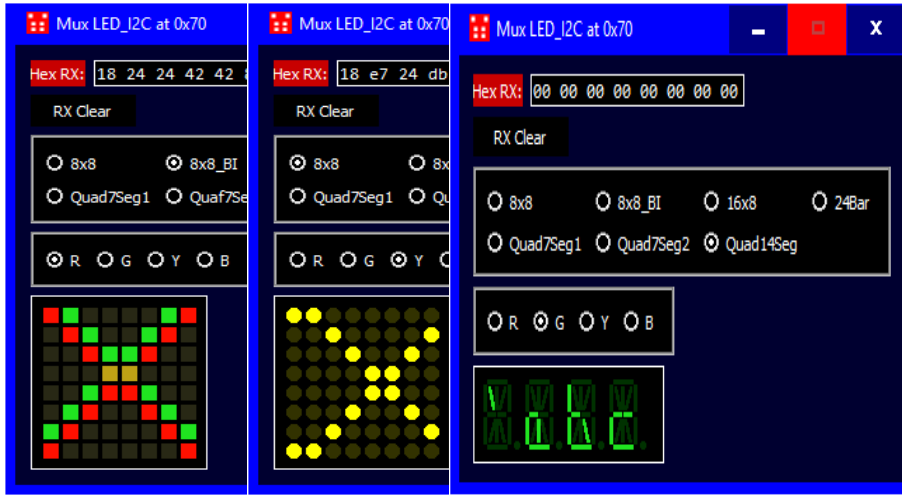 Mux LED_I2C at 0x70
Hex RX: 18 24 24 42 42
RX Clear
8x8 8x8_BI
Quad7Seg1 Quaf7Se
R G Y B
Mux LED_I2C at 0x70
Hex RX: 18 e7 24 db
RX Clear
8x8 8x
Quad7Seg1 Qu
R G Y
Mux LED_I2C at 0x70
Hex RX: 00 00 00 00 00 00 00 00
RX Clear
8x8 8x8_BI 16x8 24Bar
Quad7Seg1 Quad7Seg2 Quad14Seg
R G Y B